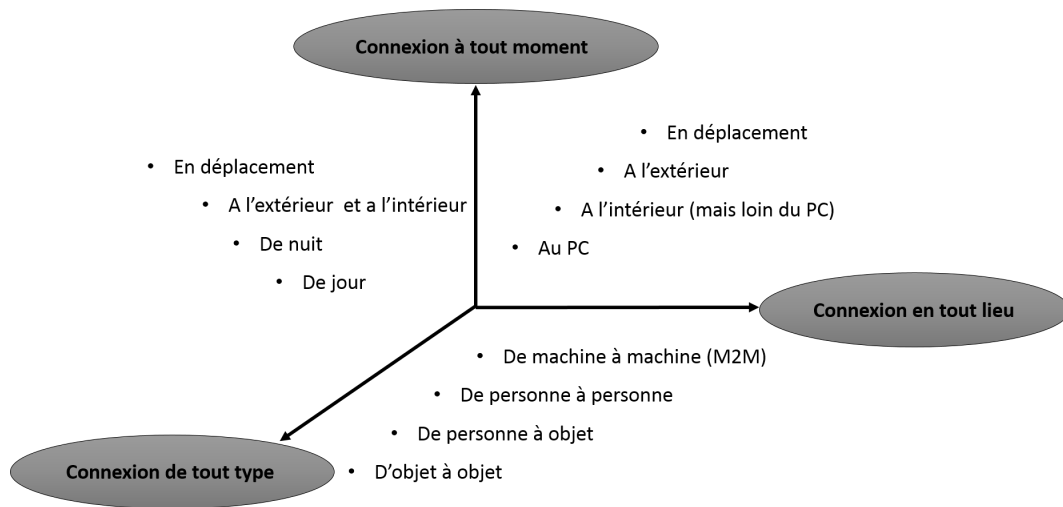 Connexion à tout moment
• En déplacement
• A l’extérieur et a l’intérieur
• De nuit
• De jour
• En déplacement
• A l’extérieur
• A l’intérieur (mais loin du PC)
• Au PC
Connexion en tout lieu
• De machine à machine (M2M)
• De personne à personne
• De personne à objet
• D’objet à objet
Connexion de tout type